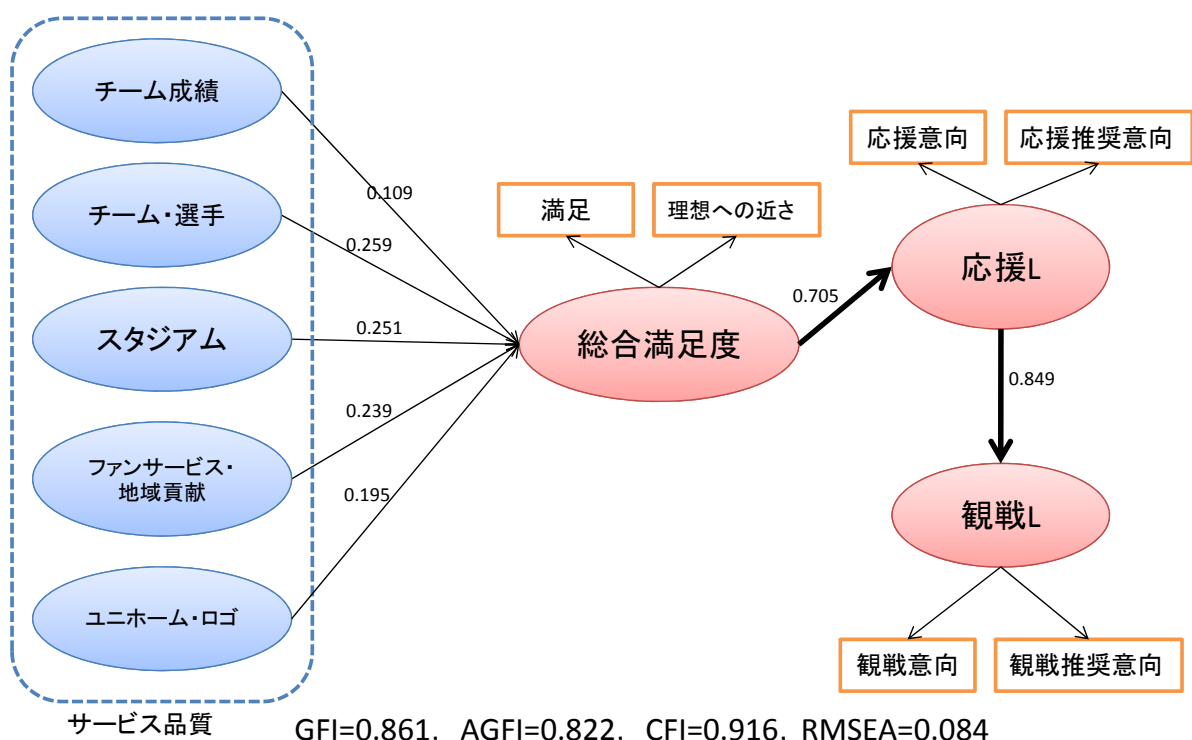 チーム成績
チーム・選手
スタジアム
ファンサービス・
地域貢献
ユニホーム・ロゴ
サービス品質
0.109
0.259
0.251
0.239
0.195
満足
理想への近さ
総合満足度
0.705
応援意向
応援推奨意向
応援L
0.849
観戦L
観戦意向
観戦推奨意向
GFI=0.861, AGFI=0.822, CFI=0.916, RMSEA=0.084